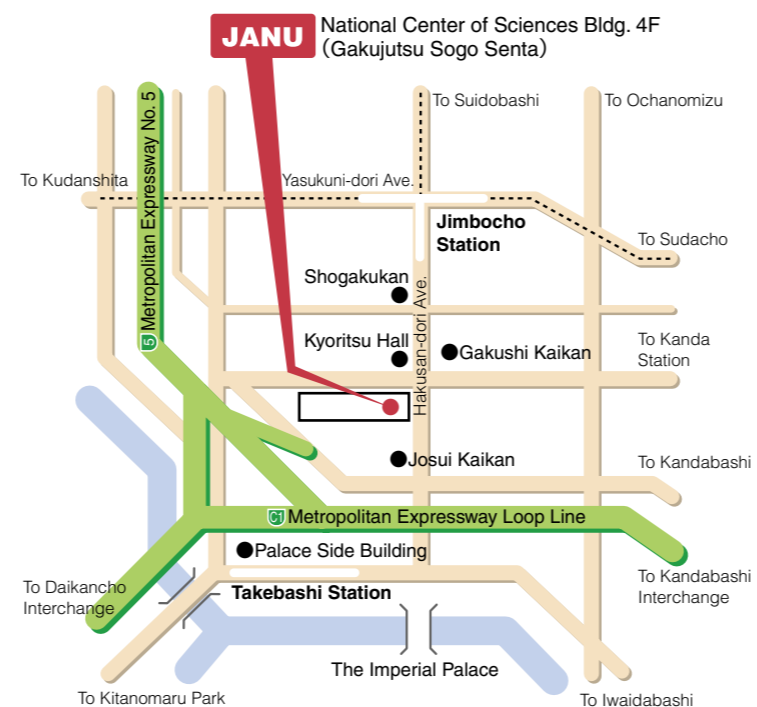 JANU
National Center of Sciences Bldg. 4F
(Gakujutsu Sogo Senta)
To Suidobashi
To Ochanomizu
Metropolitan Expressway No. 5
5
To Kudanshita
Yasukuni-dori Ave.
Jimbocho
Station
To Sudacho
Shogakukan
Hakusan-dori Ave.
Kyoritsu Hall
Gakushi Kaikan
To Kanda
Station
Josui Kaikan
To Kandabashi
C1
Metropolitan Expressway Loop Line
Palace Side Building
To Daikancho
Interchange
Takebashi Station
To Kandabashi
Interchange
The Imperial Palace
To Kitanomaru Park
To Iwaidabashi